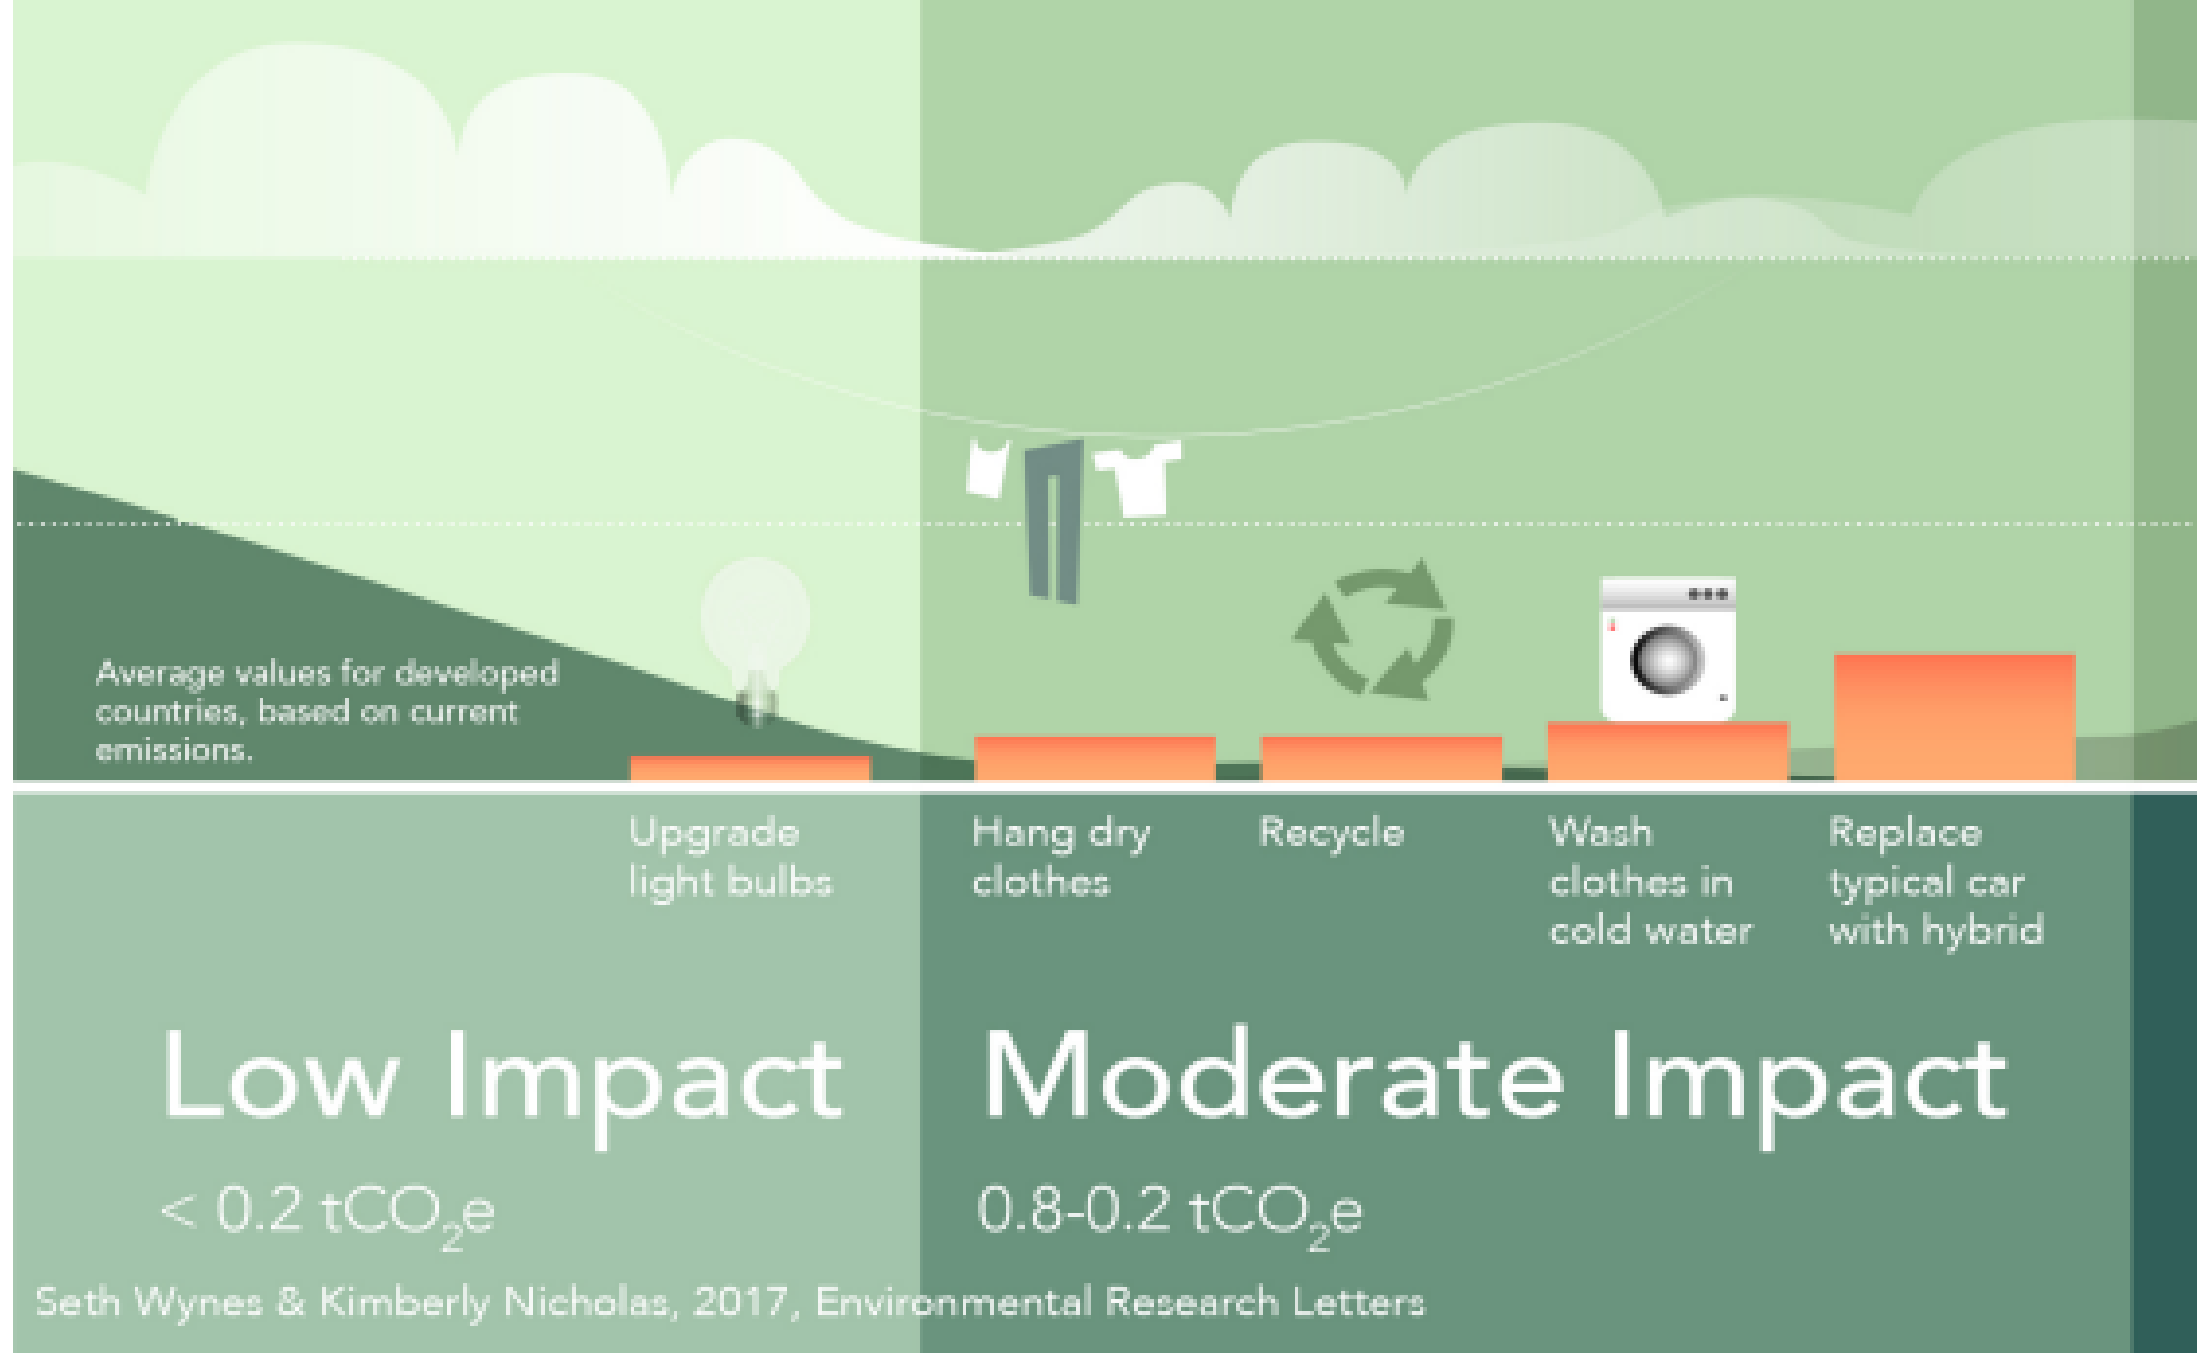 Average values for developed
countries, based on current
emissions.
Upgrade
light bulbs
Hang dry
clothes
Recycle
Wash
clothes in
cold water
Replace
typical car
with hybrid
Low Impact
< 0.2 tCO₂e
Moderate Impact
0.8-0.2 tCO₂e
Seth Wynes & Kimberly Nicholas, 2017, Environmental Research Letters